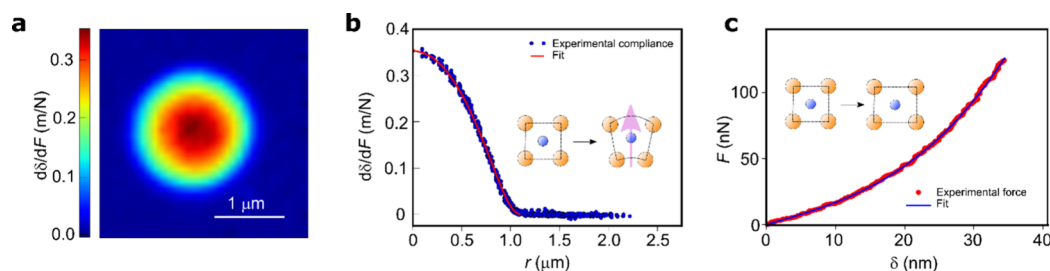 a
dδ/dF (m/N)
0.3
0.2
0.1
0.0
1 μm
b
dδ/dF (m/N)
0.4
0.3
0.2
0.1
0
Experimental compliance
Fit
0.0
0.5
1.0
1.5
2.0
2.5
r (μm)
c
F (nN)
100
50
0
Experimental force
Fit
0
10
20
30
40
δ (nm)